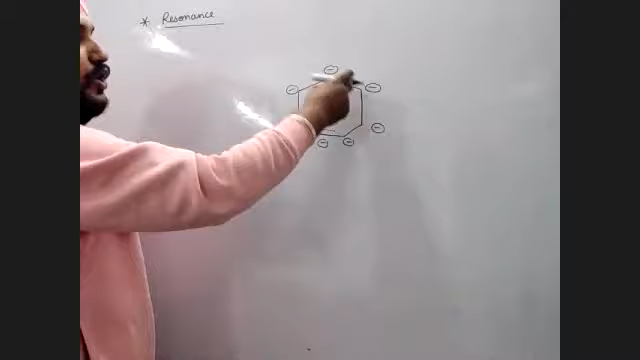 * Resonance
⊖
⊖ ⊖
⊖
⊖ ⊖